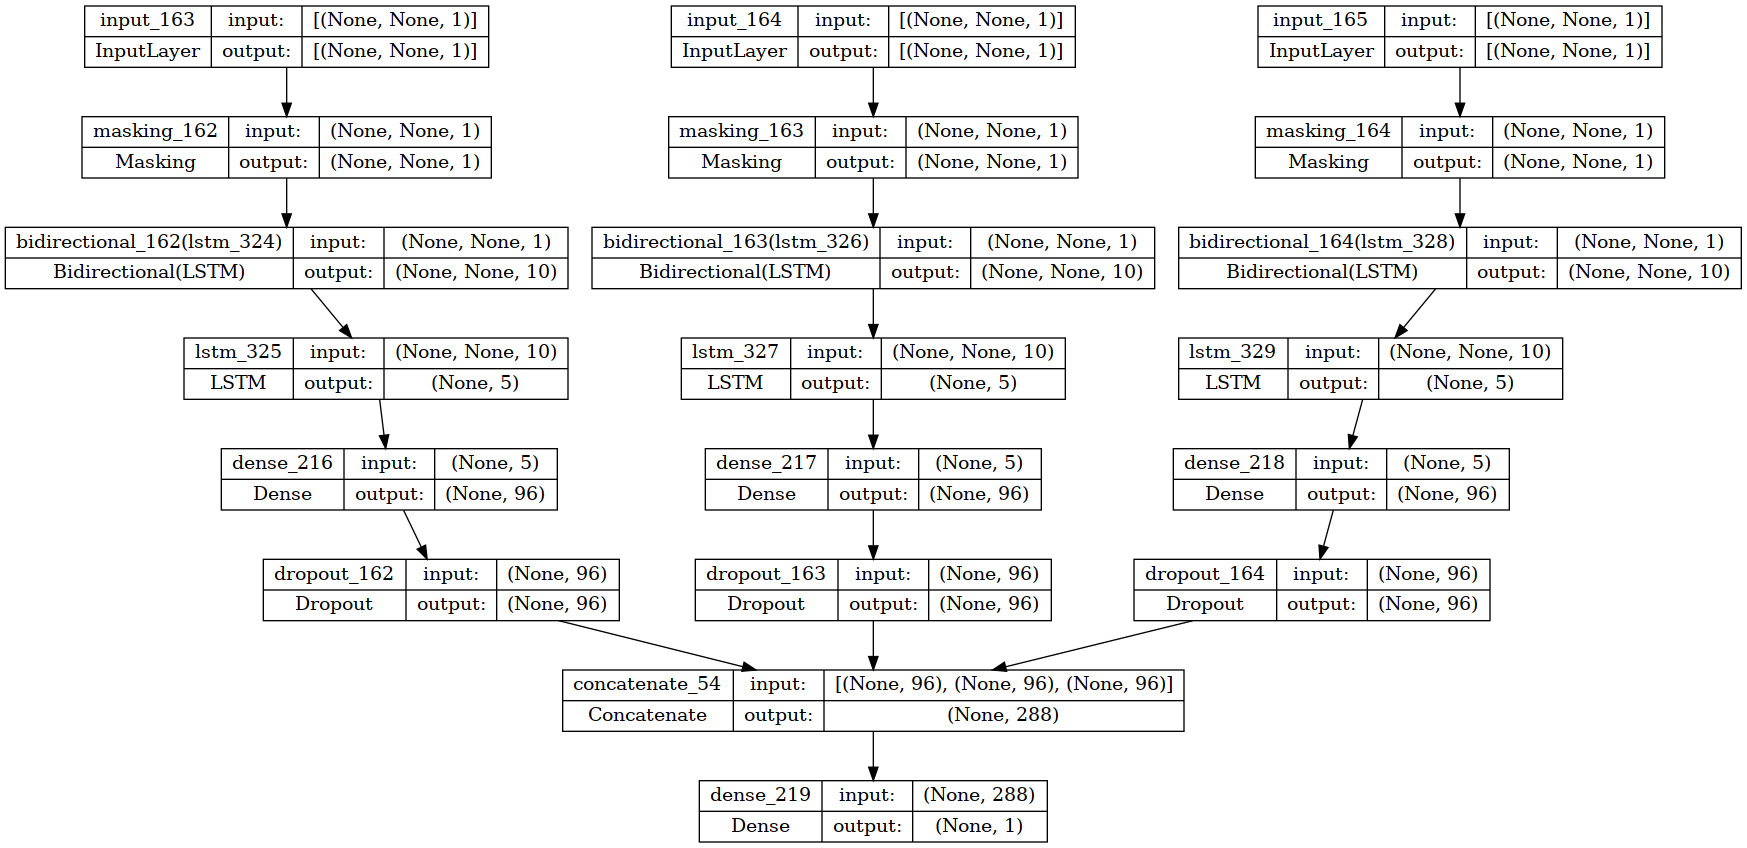 input_163 input: [(None, None, 1)]
InputLayer output: [(None, None, 1)]
input_164 input: [(None, None, 1)]
InputLayer output: [(None, None, 1)]
input_165 input: [(None, None, 1)]
InputLayer output: [(None, None, 1)]
masking_162 input: (None, None, 1)
Masking output: (None, None, 1)
masking_163 input: (None, None, 1)
Masking output: (None, None, 1)
masking_164 input: (None, None, 1)
Masking output: (None, None, 1)
bidirectional_162(lstm_324) input: (None, None, 1)
Bidirectional(LSTM) output: (None, None, 10)
bidirectional_163(lstm_326) input: (None, None, 1)
Bidirectional(LSTM) output: (None, None, 10)
bidirectional_164(lstm_328) input: (None, None, 1)
Bidirectional(LSTM) output: (None, None, 10)
lstm_325 input: (None, None, 10)
LSTM output: (None, 5)
lstm_327 input: (None, None, 10)
LSTM output: (None, 5)
lstm_329 input: (None, None, 10)
LSTM output: (None, 5)
dense_216 input: (None, 5)
Dense output: (None, 96)
dense_217 input: (None, 5)
Dense output: (None, 96)
dense_218 input: (None, 5)
Dense output: (None, 96)
dropout_162 input: (None, 96)
Dropout output: (None, 96)
dropout_163 input: (None, 96)
Dropout output: (None, 96)
dropout_164 input: (None, 96)
Dropout output: (None, 96)
concatenate_54 input: [(None, 96), (None, 96), (None, 96)]
Concatenate output: (None, 288)
dense_219 input: (None, 288)
Dense output: (None, 1)